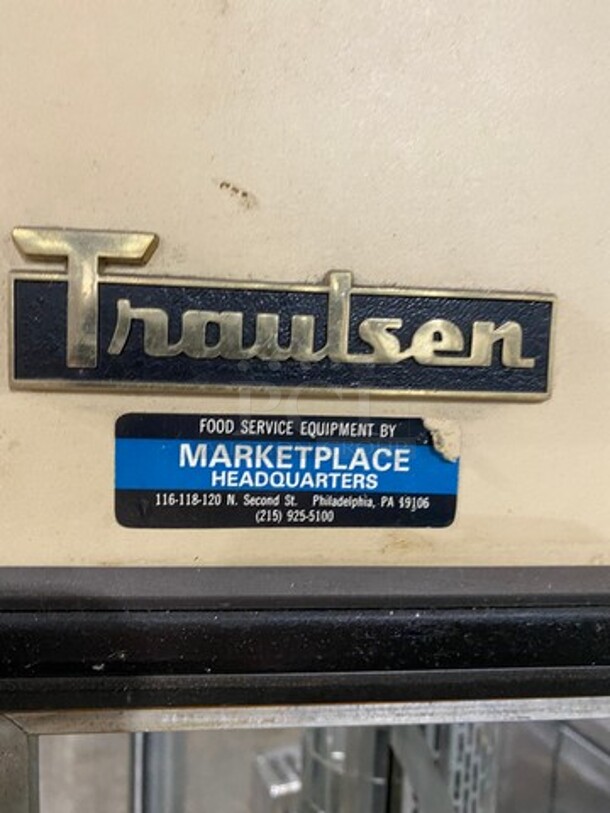 Traulsen
FOOD SERVICE EQUIPMENT BY
MARKETPLACE
HEADQUARTERS
116-118-120 N. Second St. Philadelphia, PA 19106
(215) 925-5100